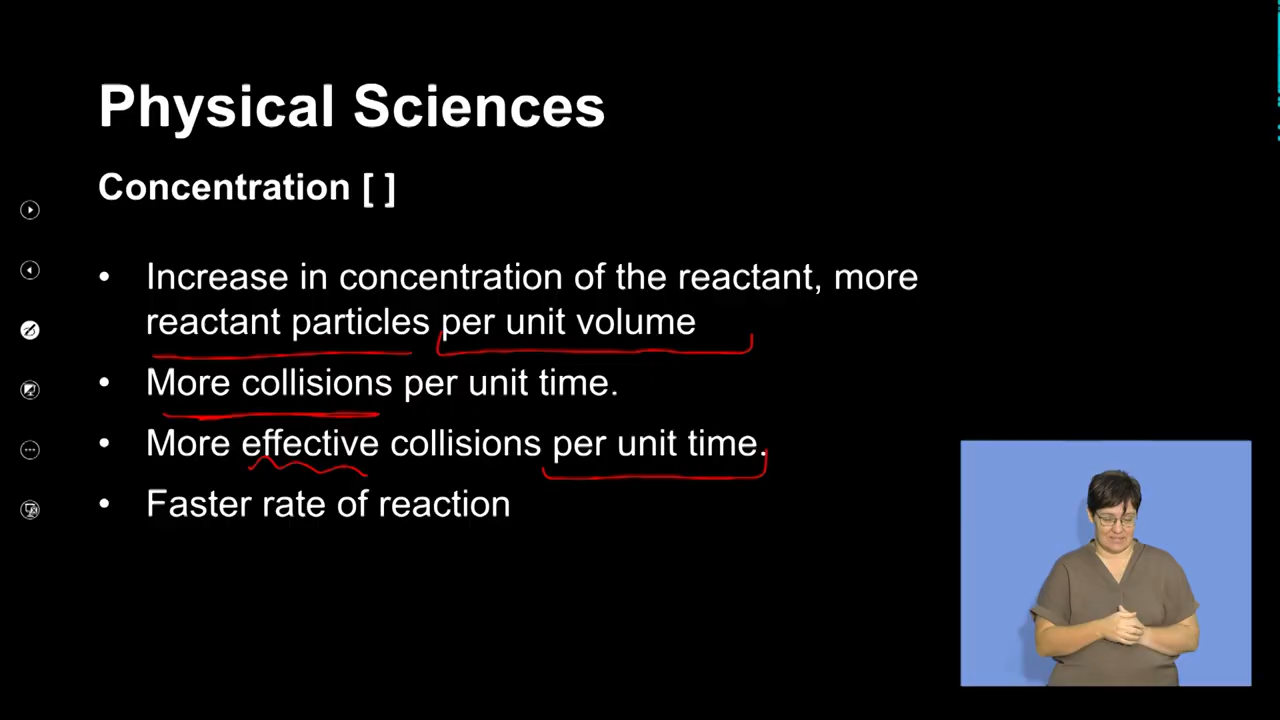 Physical Sciences
Concentration [ ]
• Increase in concentration of the reactant, more
reactant particles per unit volume
• More collisions per unit time.
• More effective collisions per unit time.
• Faster rate of reaction